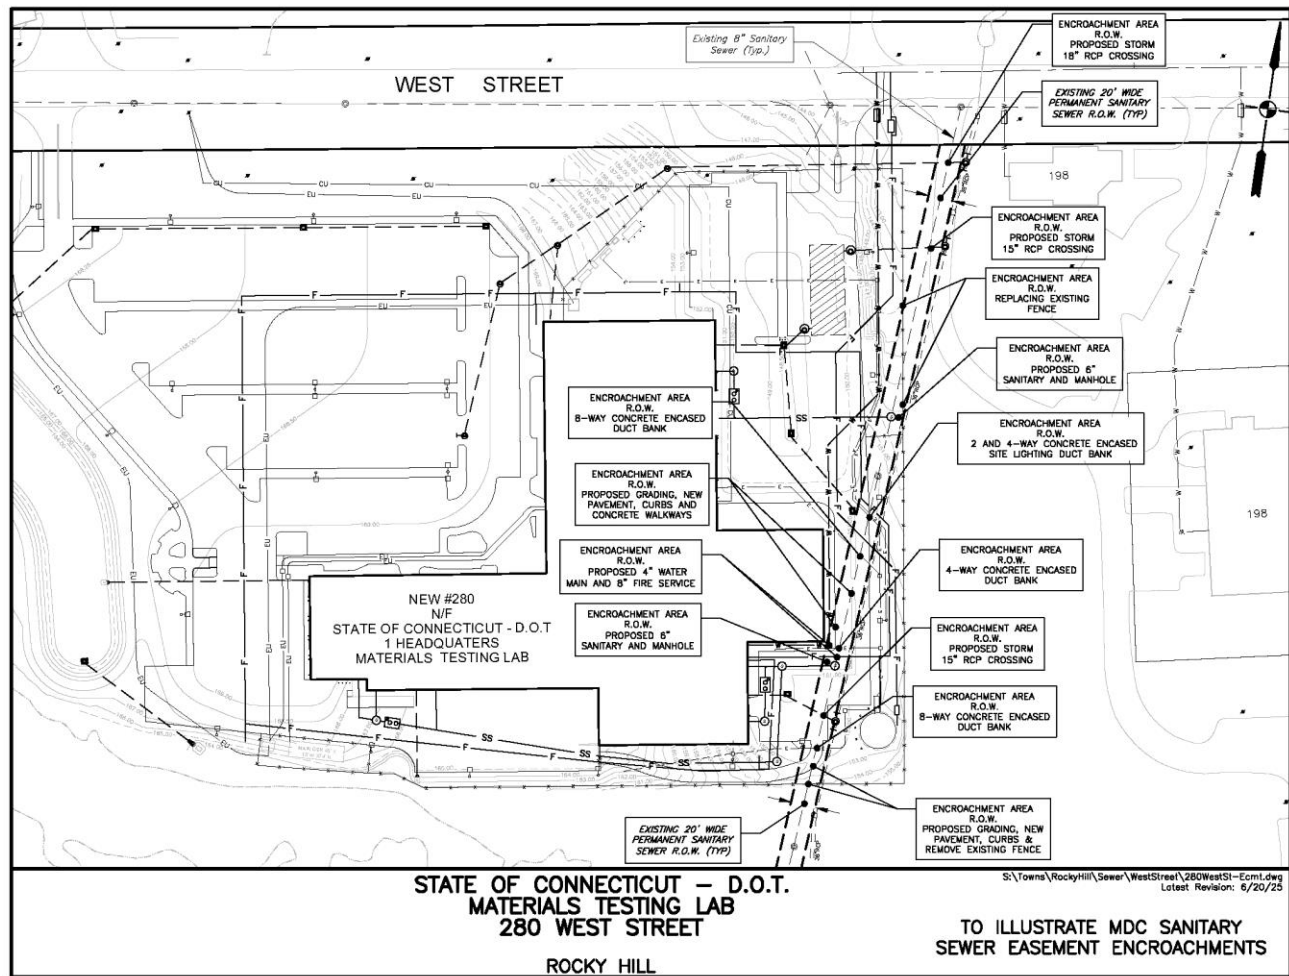 Existing 8" Sanitary
Sewer (Typ.)
ENCROACHMENT AREA
R.O.W.
PROPOSED STORM
18" RCP CROSSING
WEST STREET
EXISTING 20' WIDE
PERMANENT SANITARY
SEWER R.O.W. (TYP)
198
ENCROACHMENT AREA
R.O.W.
PROPOSED STORM
15" RCP CROSSING
ENCROACHMENT AREA
R.O.W.
REPLACING EXISTING
FENCE
ENCROACHMENT AREA
R.O.W.
PROPOSED 6"
SANITARY AND MANHOLE
ENCROACHMENT AREA
R.O.W.
8-WAY CONCRETE ENCASED
DUCT BANK
ENCROACHMENT AREA
R.O.W.
2 AND 4-WAY CONCRETE ENCASED
SITE LIGHTING DUCT BANK
ENCROACHMENT AREA
R.O.W.
PROPOSED GRADING, NEW
PAVEMENT, CURBS AND
CONCRETE WALKWAYS
198
ENCROACHMENT AREA
R.O.W.
PROPOSED 4" WATER
MAIN AND 8" FIRE SERVICE
ENCROACHMENT AREA
R.O.W.
4-WAY CONCRETE ENCASED
DUCT BANK
NEW #280
N/F
STATE OF CONNECTICUT - D.O.T
1 HEADQUATERS
MATERIALS TESTING LAB
ENCROACHMENT AREA
R.O.W.
PROPOSED 6"
SANITARY AND MANHOLE
ENCROACHMENT AREA
R.O.W.
PROPOSED STORM
15" RCP CROSSING
ENCROACHMENT AREA
R.O.W.
8-WAY CONCRETE ENCASED
DUCT BANK
EXISTING 20' WIDE
PERMANENT SANITARY
SEWER R.O.W. (TYP)
ENCROACHMENT AREA
R.O.W.
PROPOSED GRADING, NEW
PAVEMENT, CURBS &
REMOVE EXISTING FENCE
STATE OF CONNECTICUT – D.O.T.
MATERIALS TESTING LAB
280 WEST STREET
ROCKY HILL
S:\Towns\RockyHill\Sewer\WestStreet\280WestSt-Ecmt.dwg
Latest Revision: 6/20/25
TO ILLUSTRATE MDC SANITARY
SEWER EASEMENT ENCROACHMENTS